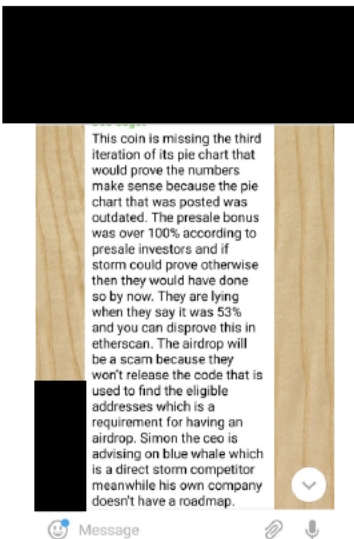 This coin is missing the third
iteration of its pie chart that
would prove the numbers
make sense because the pie
chart that was posted was
outdated. The presale bonus
was over 100% according to
presale investors and if
storm could prove otherwise
then they would have done
so by now. They are lying
when they say it was 53%
and you can disprove this in
etherscan. The airdrop will
be a scam because they
won't release the code that is
used to find the eligible
addresses which is a
requirement for having an
airdrop. Simon the ceo is
advising on blue whale which
is a direct storm competitor
meanwhile his own company
doesn't have a roadmap.
Message